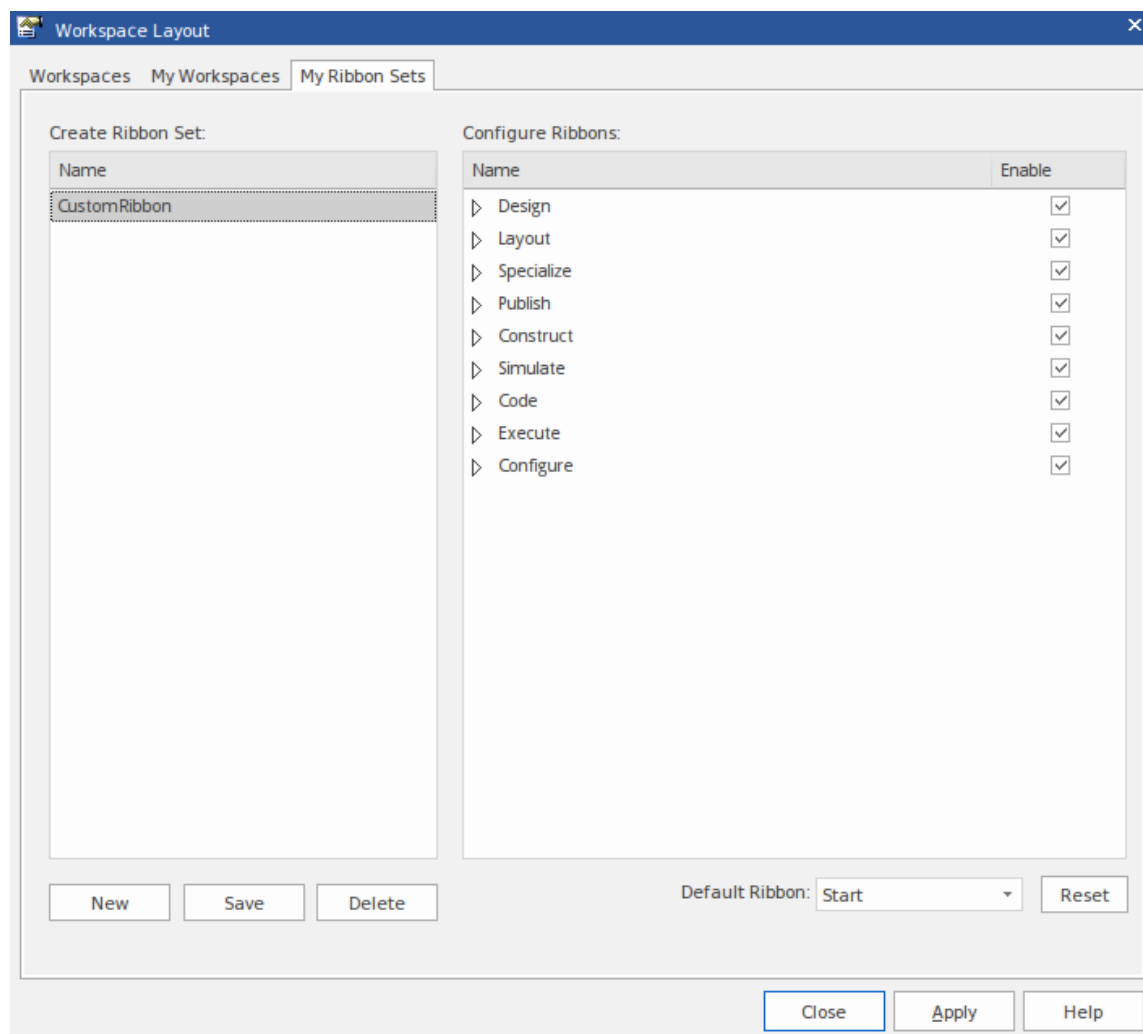 Workspace Layout
Workspaces My Workspaces My Ribbon Sets
Create Ribbon Set:
Name
CustomRibbon
New Save Delete
Configure Ribbons:
Name Enable
Design
Layout
Specialize
Publish
Construct
Simulate
Code
Execute
Configure
Default Ribbon: Start Reset
Close Apply Help